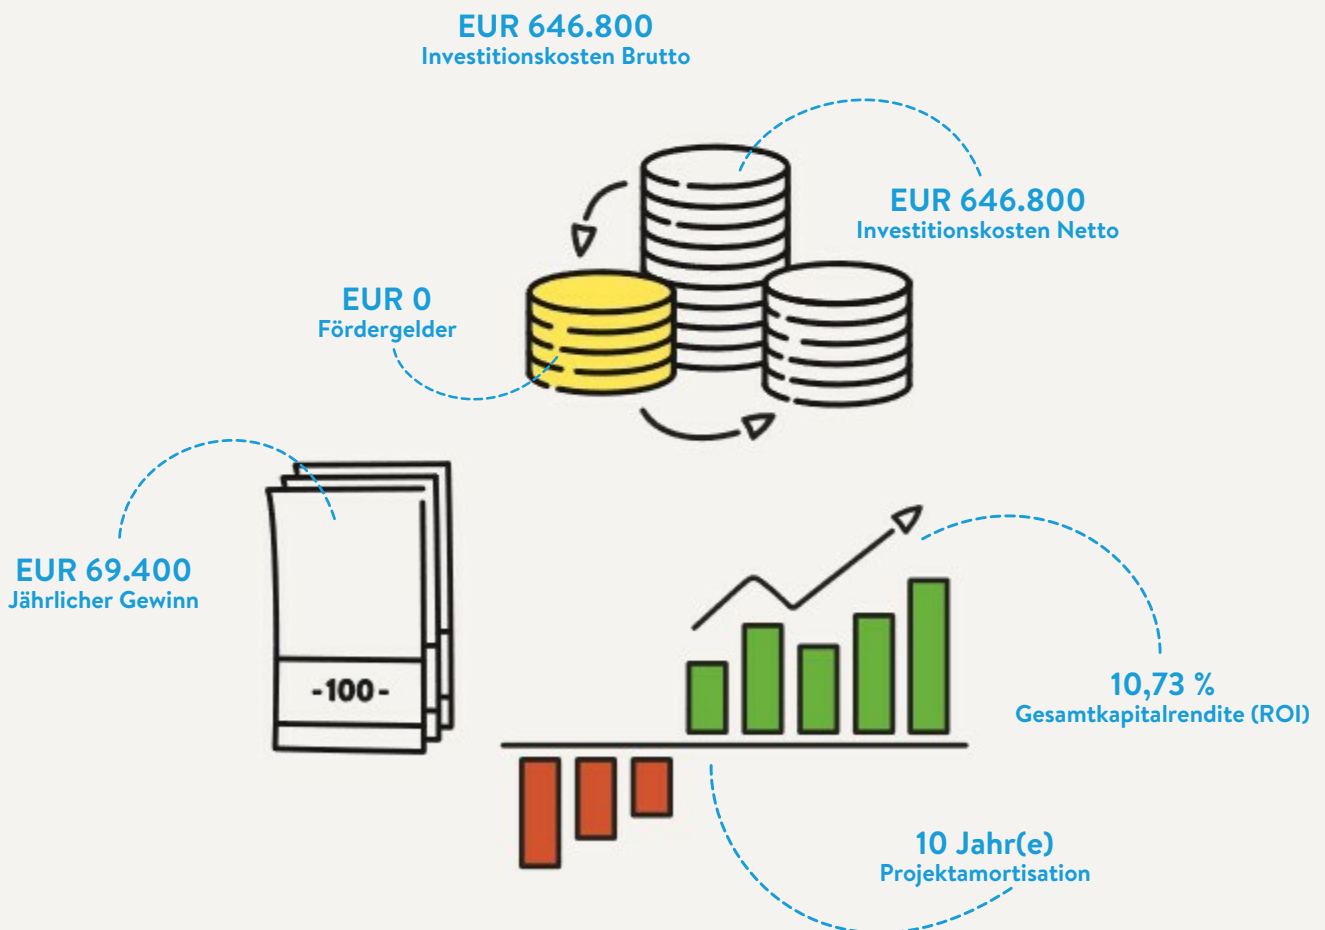 EUR 646.800
Investitionskosten Brutto
EUR 646.800
Investitionskosten Netto
EUR 0
Fördergelder
EUR 69.400
Jährlicher Gewinn
-100-
10,73 %
Gesamtkapitalrendite (ROI)
10 Jahr(e)
Projektamortisation